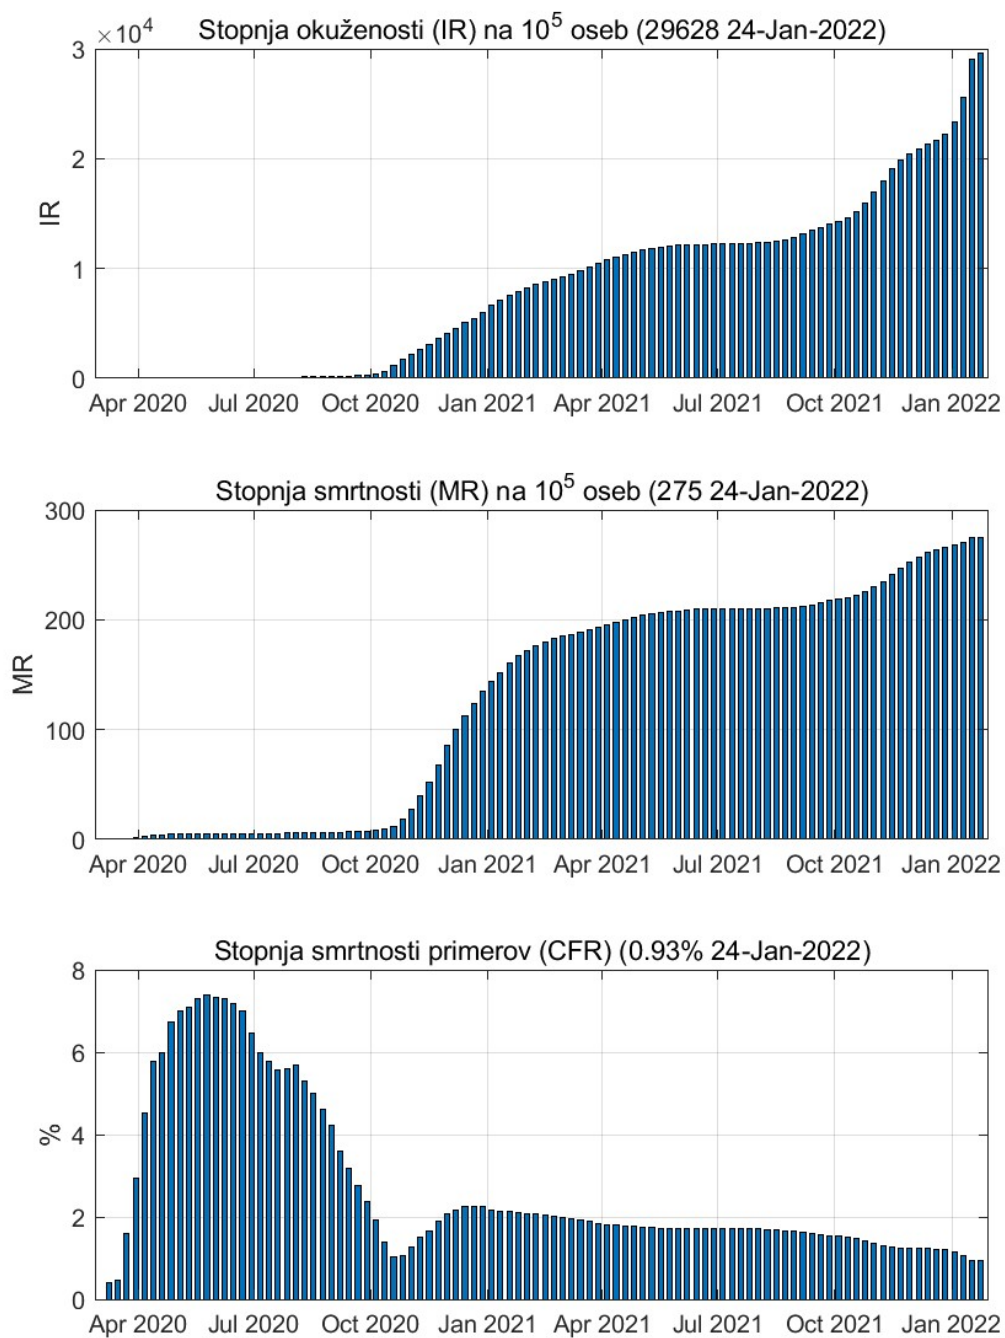 Stopnja okuženosti (IR) na 10⁵ oseb (29628 24-Jan-2022)
×10⁴
3
2
1
0
IR
Apr 2020 Jul 2020 Oct 2020 Jan 2021 Apr 2021 Jul 2021 Oct 2021 Jan 2022
Stopnja smrtnosti (MR) na 10⁵ oseb (275 24-Jan-2022)
300
200
100
0
MR
Apr 2020 Jul 2020 Oct 2020 Jan 2021 Apr 2021 Jul 2021 Oct 2021 Jan 2022
Stopnja smrtnosti primerov (CFR) (0.93% 24-Jan-2022)
8
6
4
2
0
%
Apr 2020 Jul 2020 Oct 2020 Jan 2021 Apr 2021 Jul 2021 Oct 2021 Jan 2022